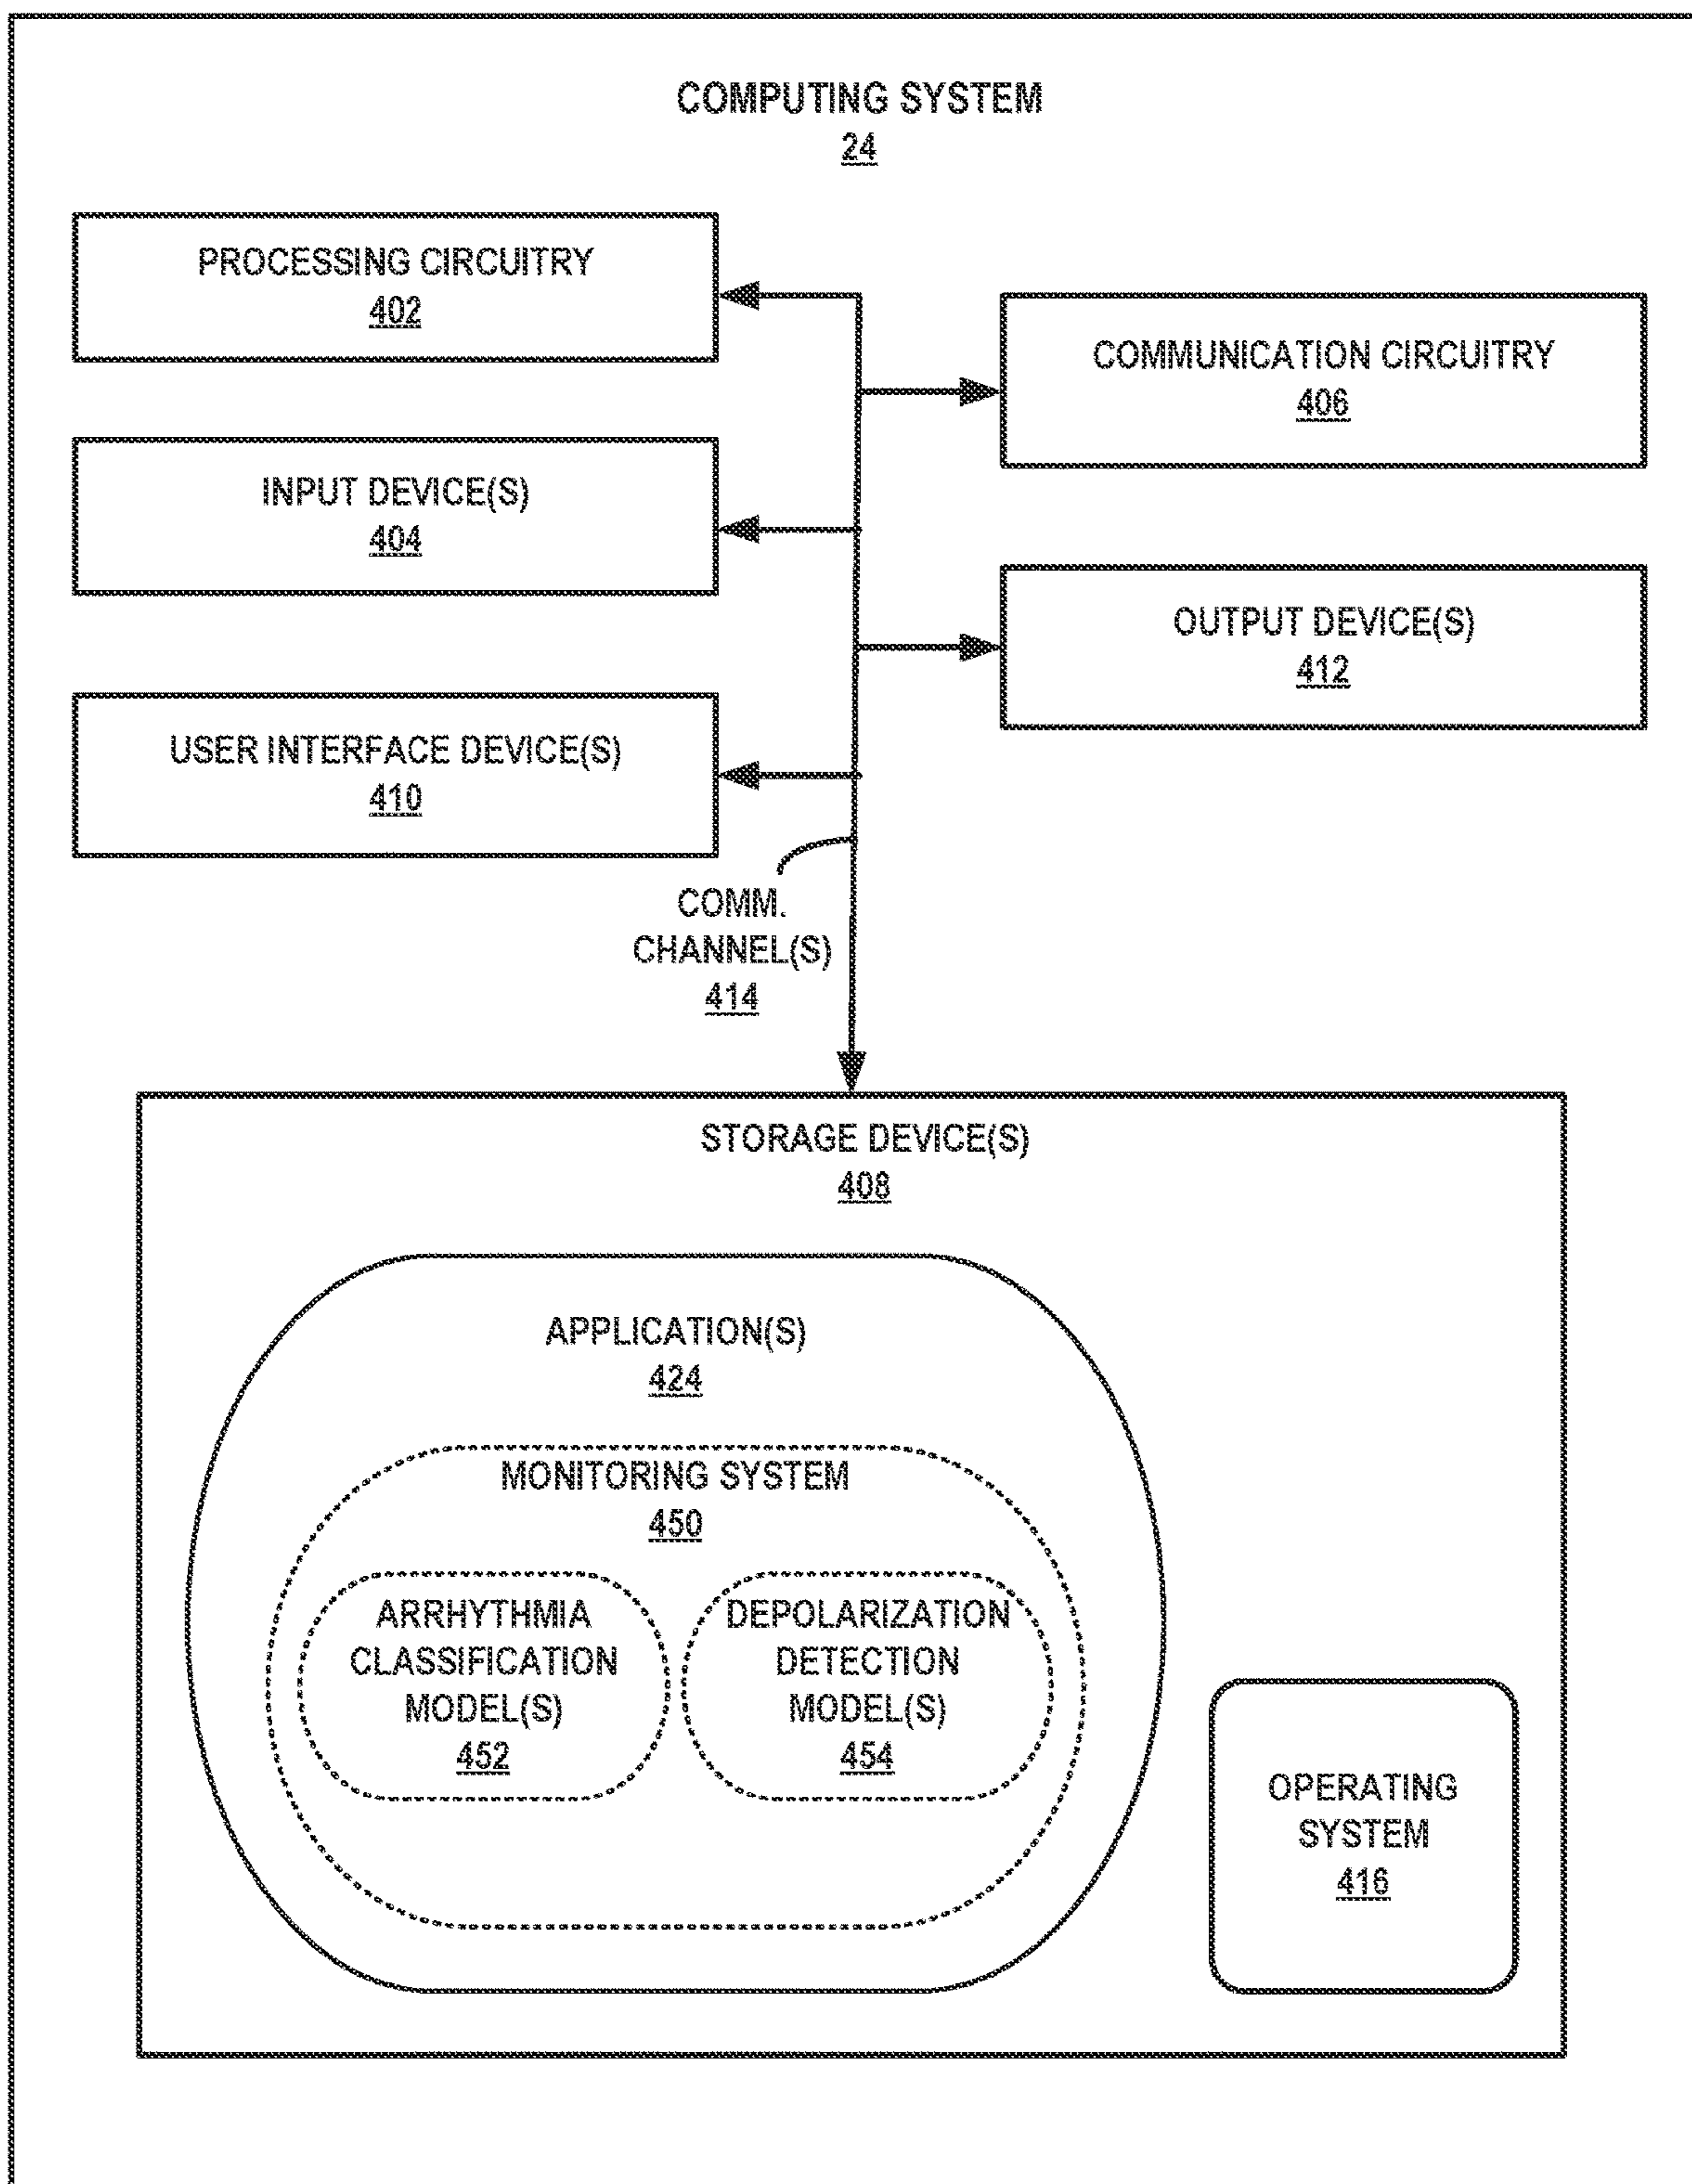 COMPUTING SYSTEM
24
PROCESSING CIRCUITRY
402
COMMUNICATION CIRCUITRY
406
INPUT DEVICE(S)
404
OUTPUT DEVICE(S)
412
USER INTERFACE DEVICE(S)
410
COMM.
CHANNEL(S)
414
STORAGE DEVICE(S)
408
APPLICATION(S)
424
MONITORING SYSTEM
450
ARRHYTHMIA
CLASSIFICATION
MODEL(S)
452
DEPOLARIZATION
DETECTION
MODEL(S)
454
OPERATING
SYSTEM
416